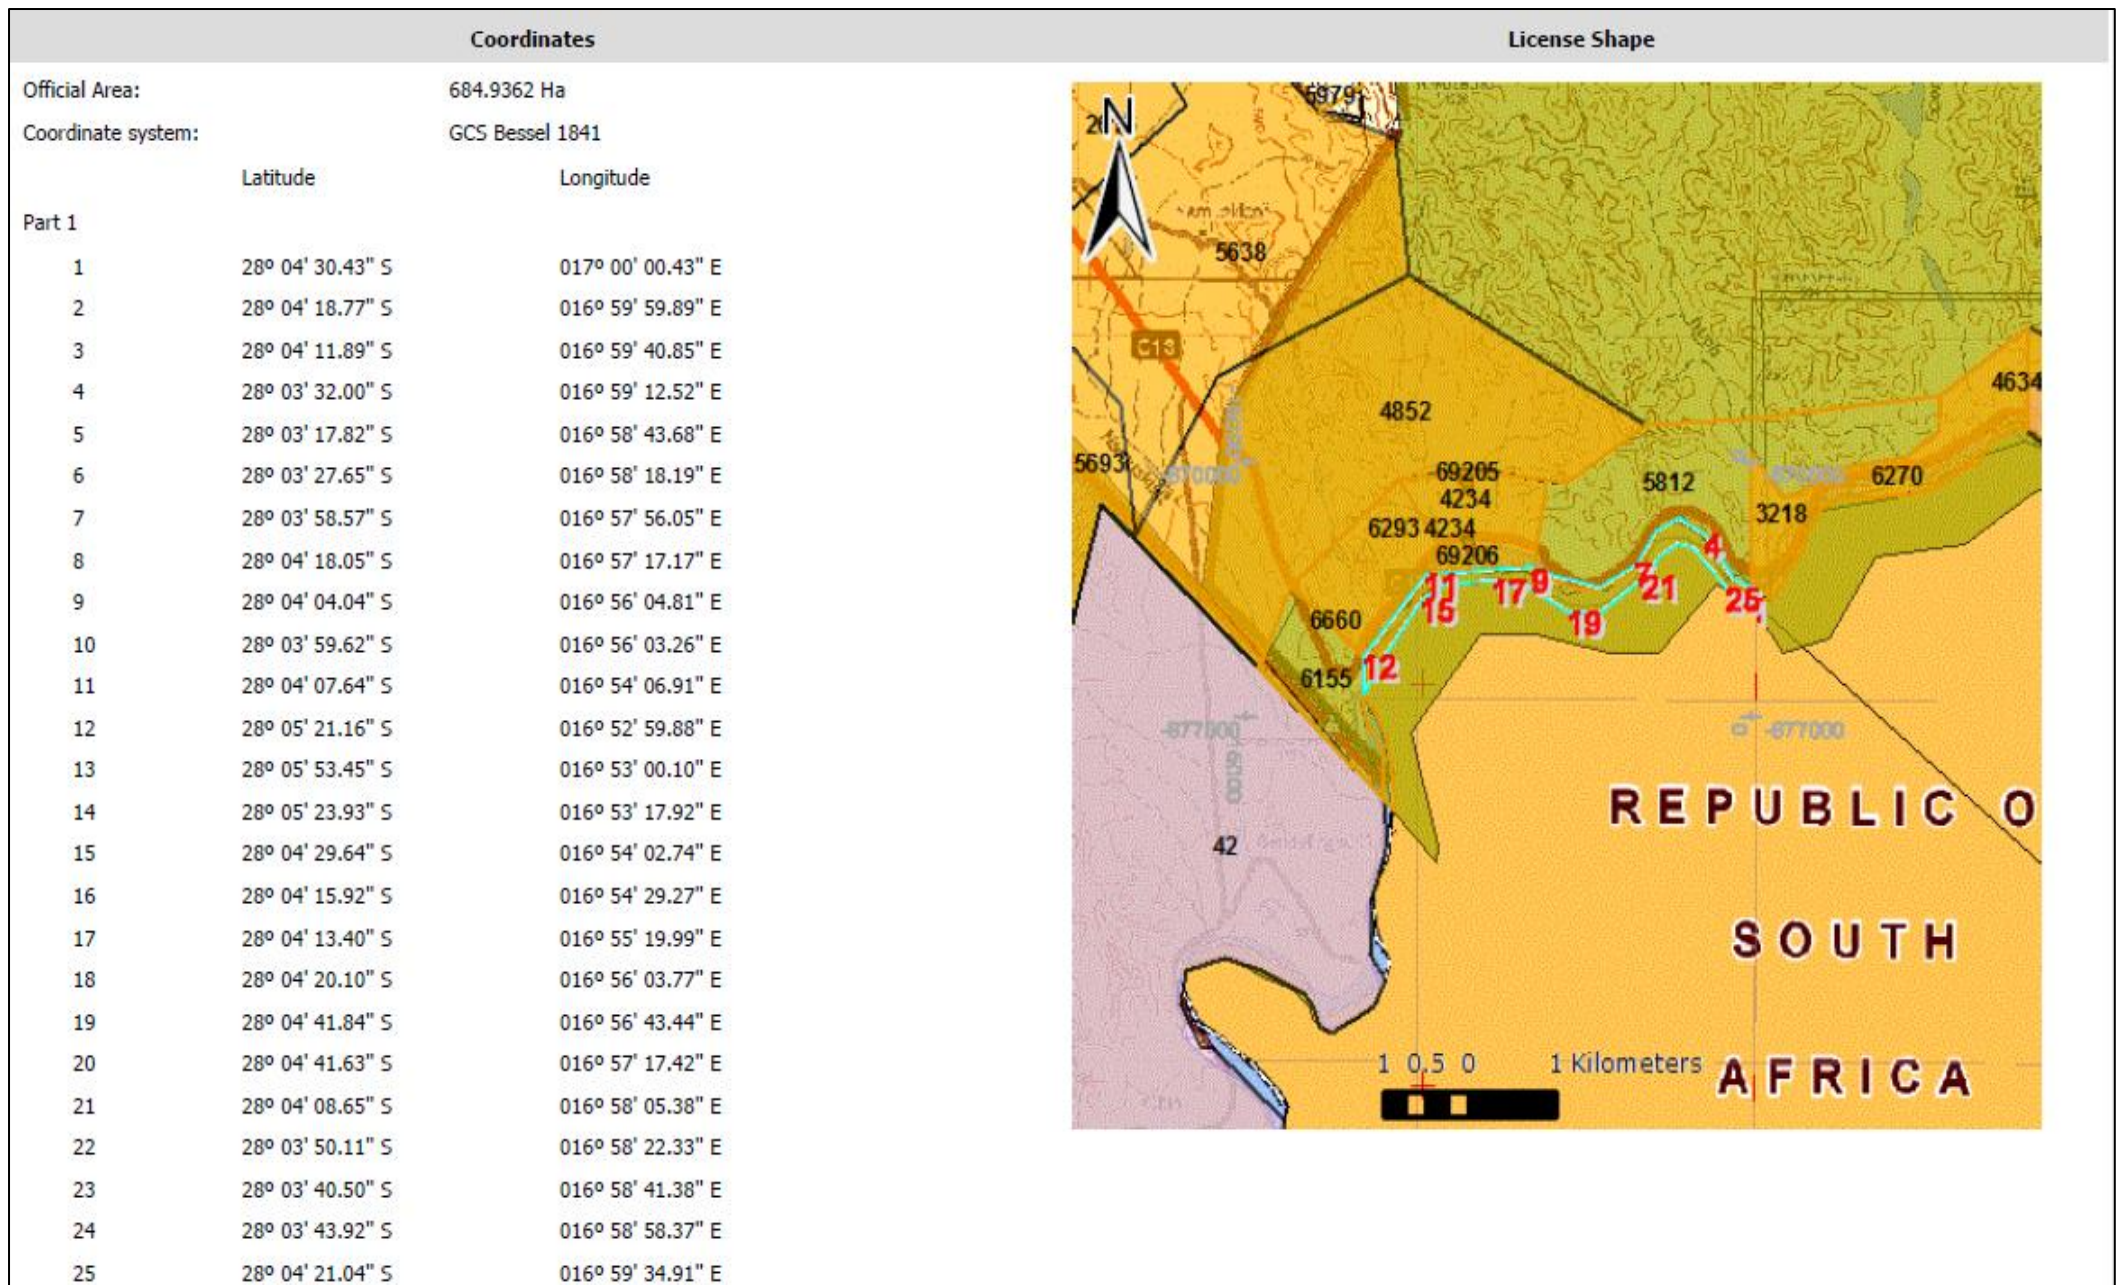 Coordinates License Shape
Official Area: 684.9362 Ha
Coordinate system: GCS Bessel 1841
Latitude Longitude
Part 1
1 28º 04' 30.43" S 017º 00' 00.43" E
2 28º 04' 18.77" S 016º 59' 59.89" E
3 28º 04' 11.89" S 016º 59' 40.85" E
4 28º 03' 32.00" S 016º 59' 12.52" E
5 28º 03' 17.82" S 016º 58' 43.68" E
6 28º 03' 27.65" S 016º 58' 18.19" E
7 28º 03' 58.57" S 016º 57' 56.05" E
8 28º 04' 18.05" S 016º 57' 17.17" E
9 28º 04' 04.04" S 016º 56' 04.81" E
10 28º 03' 59.62" S 016º 56' 03.26" E
11 28º 04' 07.64" S 016º 54' 06.91" E
12 28º 05' 21.16" S 016º 52' 59.88" E
13 28º 05' 53.45" S 016º 53' 00.10" E
14 28º 05' 23.93" S 016º 53' 17.92" E
15 28º 04' 29.64" S 016º 54' 02.74" E
16 28º 04' 15.92" S 016º 54' 29.27" E
17 28º 04' 13.40" S 016º 55' 19.99" E
18 28º 04' 20.10" S 016º 56' 03.77" E
19 28º 04' 41.84" S 016º 56' 43.44" E
20 28º 04' 41.63" S 016º 57' 17.42" E
21 28º 04' 08.65" S 016º 58' 05.38" E
22 28º 03' 50.11" S 016º 58' 22.33" E
23 28º 03' 40.50" S 016º 58' 41.38" E
24 28º 03' 43.92" S 016º 58' 58.37" E
25 28º 04' 21.04" S 016º 59' 34.91" E
N
5979
5638
C13
4634
4852
5693
-870000
69205
4234
5812
6270
3218
6293 4234
69206
4
11 17 9 7 21
15 19 25 1
6660
12
6155
-877000
-877000
REPUBLIC O
42
SOUTH
1 0.5 0 1 Kilometers
AFRICA